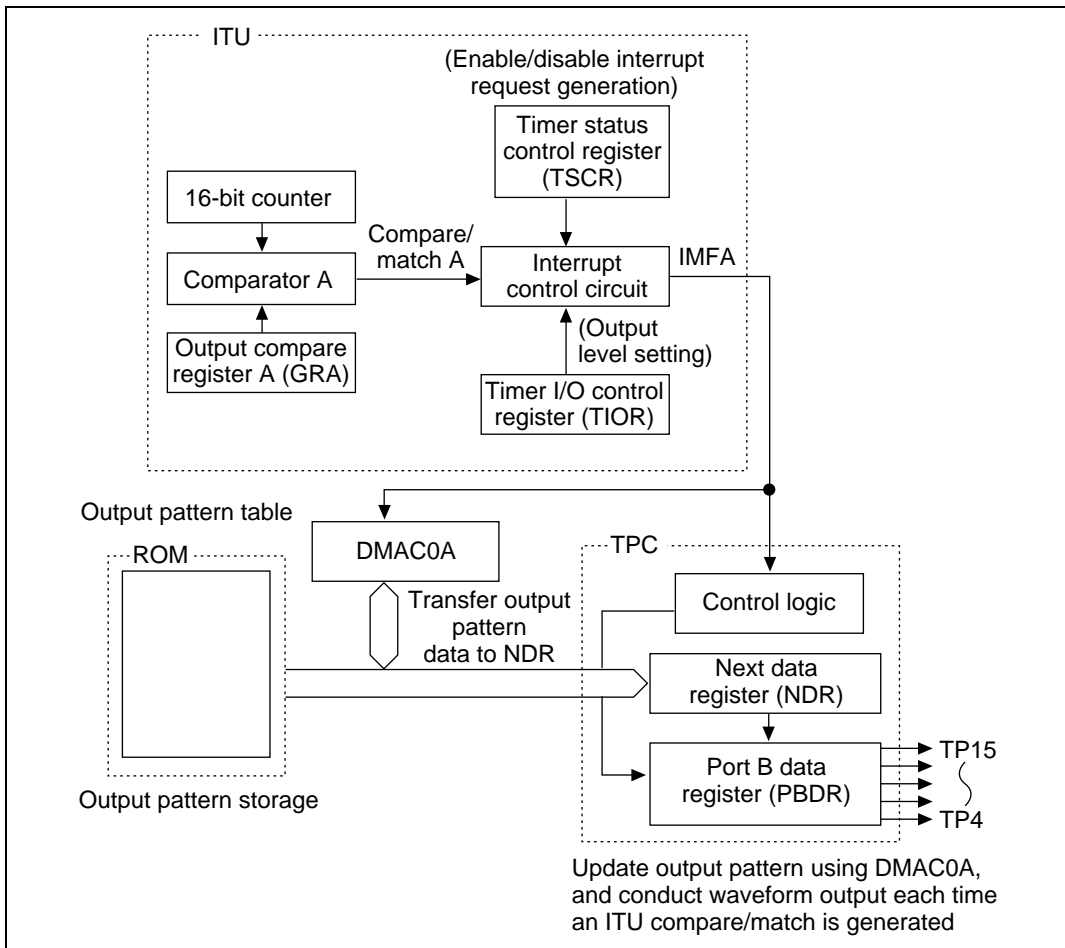 ITU
(Enable/disable interrupt
request generation)
Timer status
control register
(TSCR)
16-bit counter
Compare/
match A
Comparator A
Interrupt
control circuit
IMFA
Output compare
register A (GRA)
(Output
level setting)
Timer I/O control
register (TIOR)
Output pattern table
ROM
DMAC0A
Transfer output
pattern
data to NDR
Output pattern storage
TPC
Control logic
Next data
register (NDR)
Port B data
register (PBDR)
TP15
TP4
Update output pattern using DMAC0A,
and conduct waveform output each time
an ITU compare/match is generated